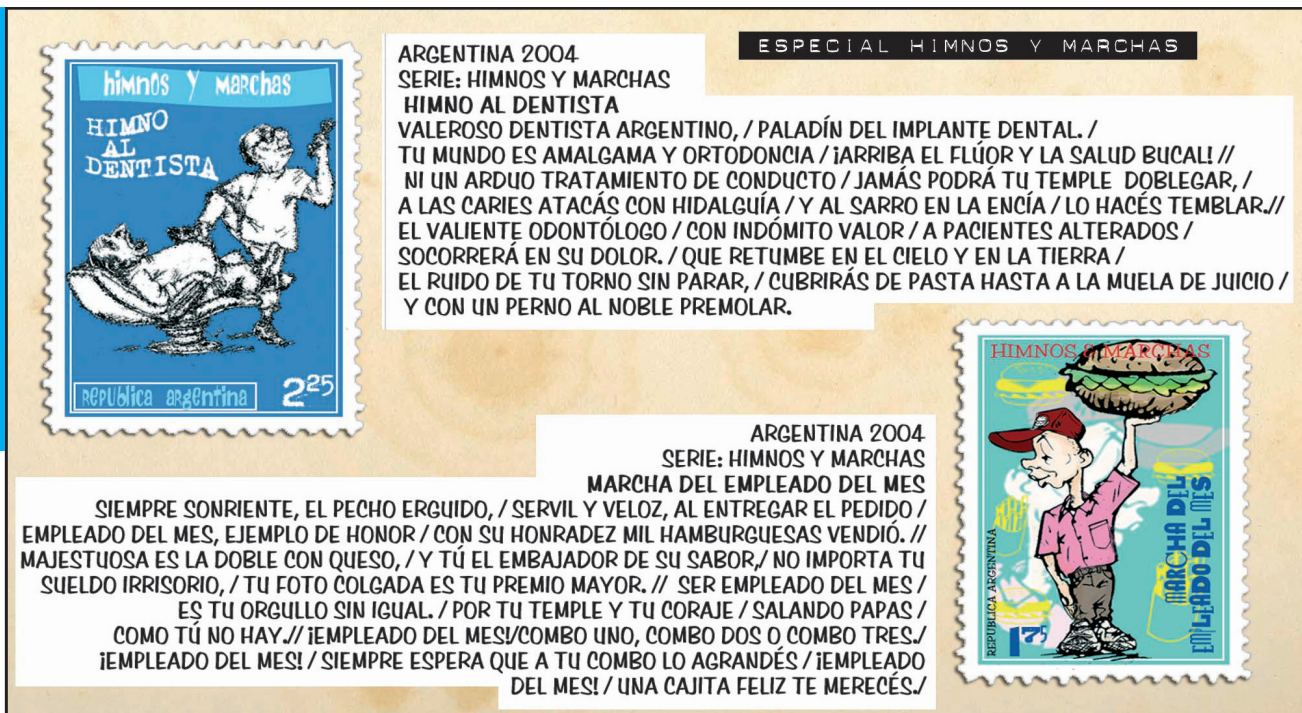 ESPECIAL HIMNOS Y MARCHAS
himnos y marchas
HIMNO
AL
DENTISTA
República argentina
2.25
ARGENTINA 2004
SERIE: HIMNOS Y MARCHAS
HIMNO AL DENTISTA
VALEROSO DENTISTA ARGENTINO, / PALADÍN DEL IMPLANTE DENTAL. /
TU MUNDO ES AMALGAMA Y ORTODONCIA / ¡ARRIBA EL FLÚOR Y LA SALUD BUCAL! //
NI UN ARDUO TRATAMIENTO DE CONDUCTO / JAMÁS PODRÁ TU TEMPLE DOBLEGAR, /
A LAS CARIES ATACÁS CON HIDALGUÍA / Y AL SARRO EN LA ENCÍA / LO HACÉS TEMBLAR.//
EL VALIENTE ODONTÓLOGO / CON INDÓMITO VALOR / A PACIENTES ALTERADOS /
SOCORRERÁ EN SU DOLOR. / QUE RETUMBE EN EL CIELO Y EN LA TIERRA /
EL RUIDO DE TU TORNO SIN PARAR, / CUBRIRÁS DE PASTA HASTA A LA MUELA DE JUICIO /
Y CON UN PERNO AL NOBLE PREMOLAR.
ARGENTINA 2004
SERIE: HIMNOS Y MARCHAS
MARCHA DEL EMPLEADO DEL MES
SIEMPRE SONRIENTE, EL PECHO ERGUIDO, / SERVIL Y VELOZ, AL ENTREGAR EL PEDIDO /
EMPLEADO DEL MES, EJEMPLO DE HONOR / CON SU HONRADEZ MIL HAMBURGUESAS VENDIÓ. //
MAJESTUOSA ES LA DOBLE CON QUESO, / Y TÚ EL EMBAJADOR DE SU SABOR,/ NO IMPORTA TU
SUELDO IRRISORIO, / TU FOTO COLGADA ES TU PREMIO MAYOR. // SER EMPLEADO DEL MES /
ES TU ORGULLO SIN IGUAL. / POR TU TEMPLE Y TU CORAJE / SALANDO PAPAS /
COMO TÚ NO HAY.// ¡EMPLEADO DEL MES!/COMBO UNO, COMBO DOS O COMBO TRES./
¡EMPLEADO DEL MES! / SIEMPRE ESPERA QUE A TU COMBO LO AGRANDÉS / ¡EMPLEADO
DEL MES! / UNA CAJITA FELIZ TE MERECÉS./
HIMNOS & MARCHAS
MARCHA DEL
EMPLEADO DEL MES
REPUBLICA ARGENTINA
1.75